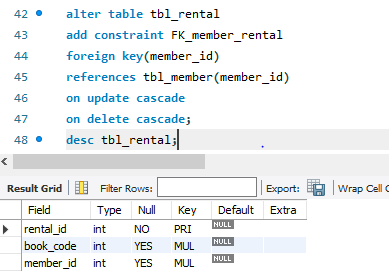 42 alter table tbl_rental
43 add constraint FK_member_rental
44 foreign key(member_id)
45 references tbl_member(member_id)
46 on update cascade
47 on delete cascade;
48 desc tbl_rental;
Result Grid Filter Rows: Export: Wrap Cell C
Field Type Null Key Default Extra
rental_id int NO PRI NULL
book_code int YES MUL NULL
member_id int YES MUL NULL